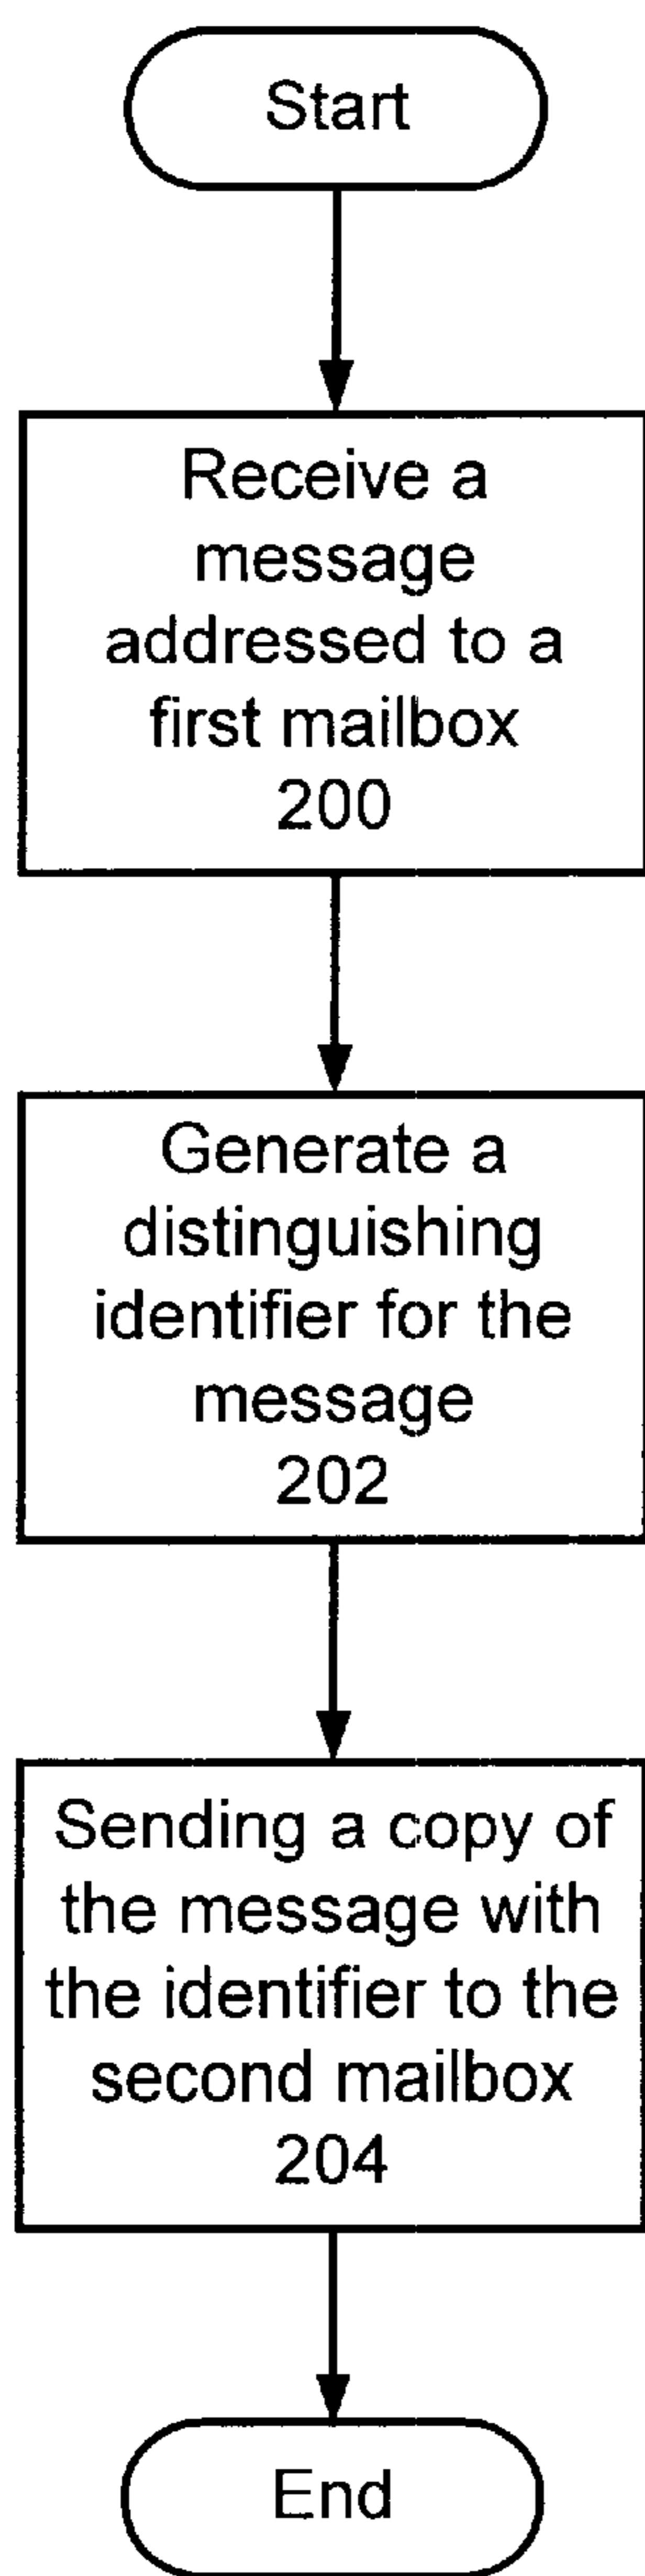 Start
Receive a
message
addressed to a
first mailbox
200
Generate a
distinguishing
identifier for the
message
202
Sending a copy of
the message with
the identifier to the
second mailbox
204
End